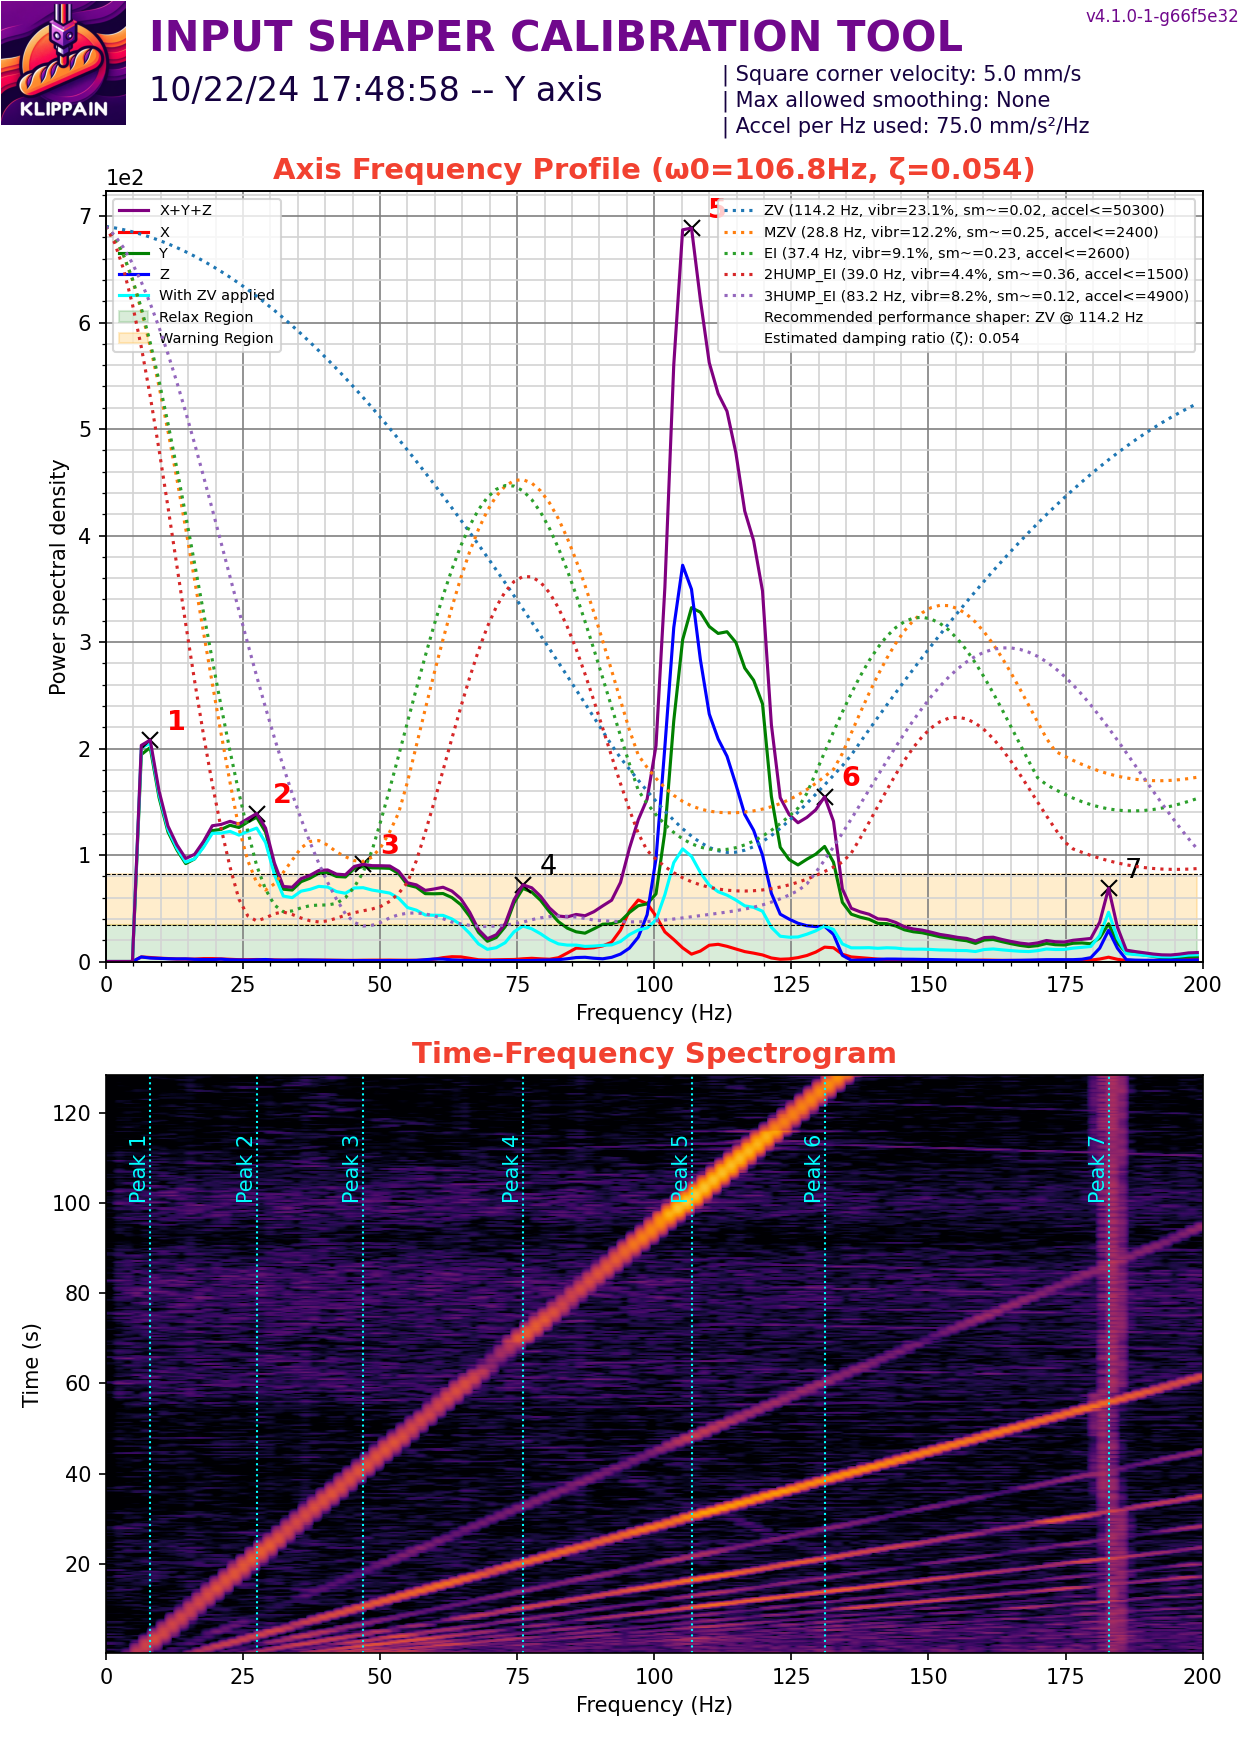 v4.1.0-1-g66f5e32
INPUT SHAPER CALIBRATION TOOL
10/22/24 17:48:58 -- Y axis
| Square corner velocity: 5.0 mm/s
| Max allowed smoothing: None
| Accel per Hz used: 75.0 mm/s²/Hz
KLIPPAIN
Axis Frequency Profile (ω0=106.8Hz, ζ=0.054)
1e2
X+Y+Z
X
Y
Z
With ZV applied
Relax Region
Warning Region
ZV (114.2 Hz, vibr=23.1%, sm~=0.02, accel<=50300)
MZV (28.8 Hz, vibr=12.2%, sm~=0.25, accel<=2400)
EI (37.4 Hz, vibr=9.1%, sm~=0.23, accel<=2600)
2HUMP_EI (39.0 Hz, vibr=4.4%, sm~=0.36, accel<=1500)
3HUMP_EI (83.2 Hz, vibr=8.2%, sm~=0.12, accel<=4900)
Recommended performance shaper: ZV @ 114.2 Hz
Estimated damping ratio (ζ): 0.054
7
6
5
4
3
2
1
0
Power spectral density
1
2
3
4
5
6
7
0 25 50 75 100 125 150 175 200
Frequency (Hz)
Time-Frequency Spectrogram
120
100
80
60
40
20
Time (s)
Peak 1
Peak 2
Peak 3
Peak 4
Peak 5
Peak 6
Peak 7
0 25 50 75 100 125 150 175 200
Frequency (Hz)